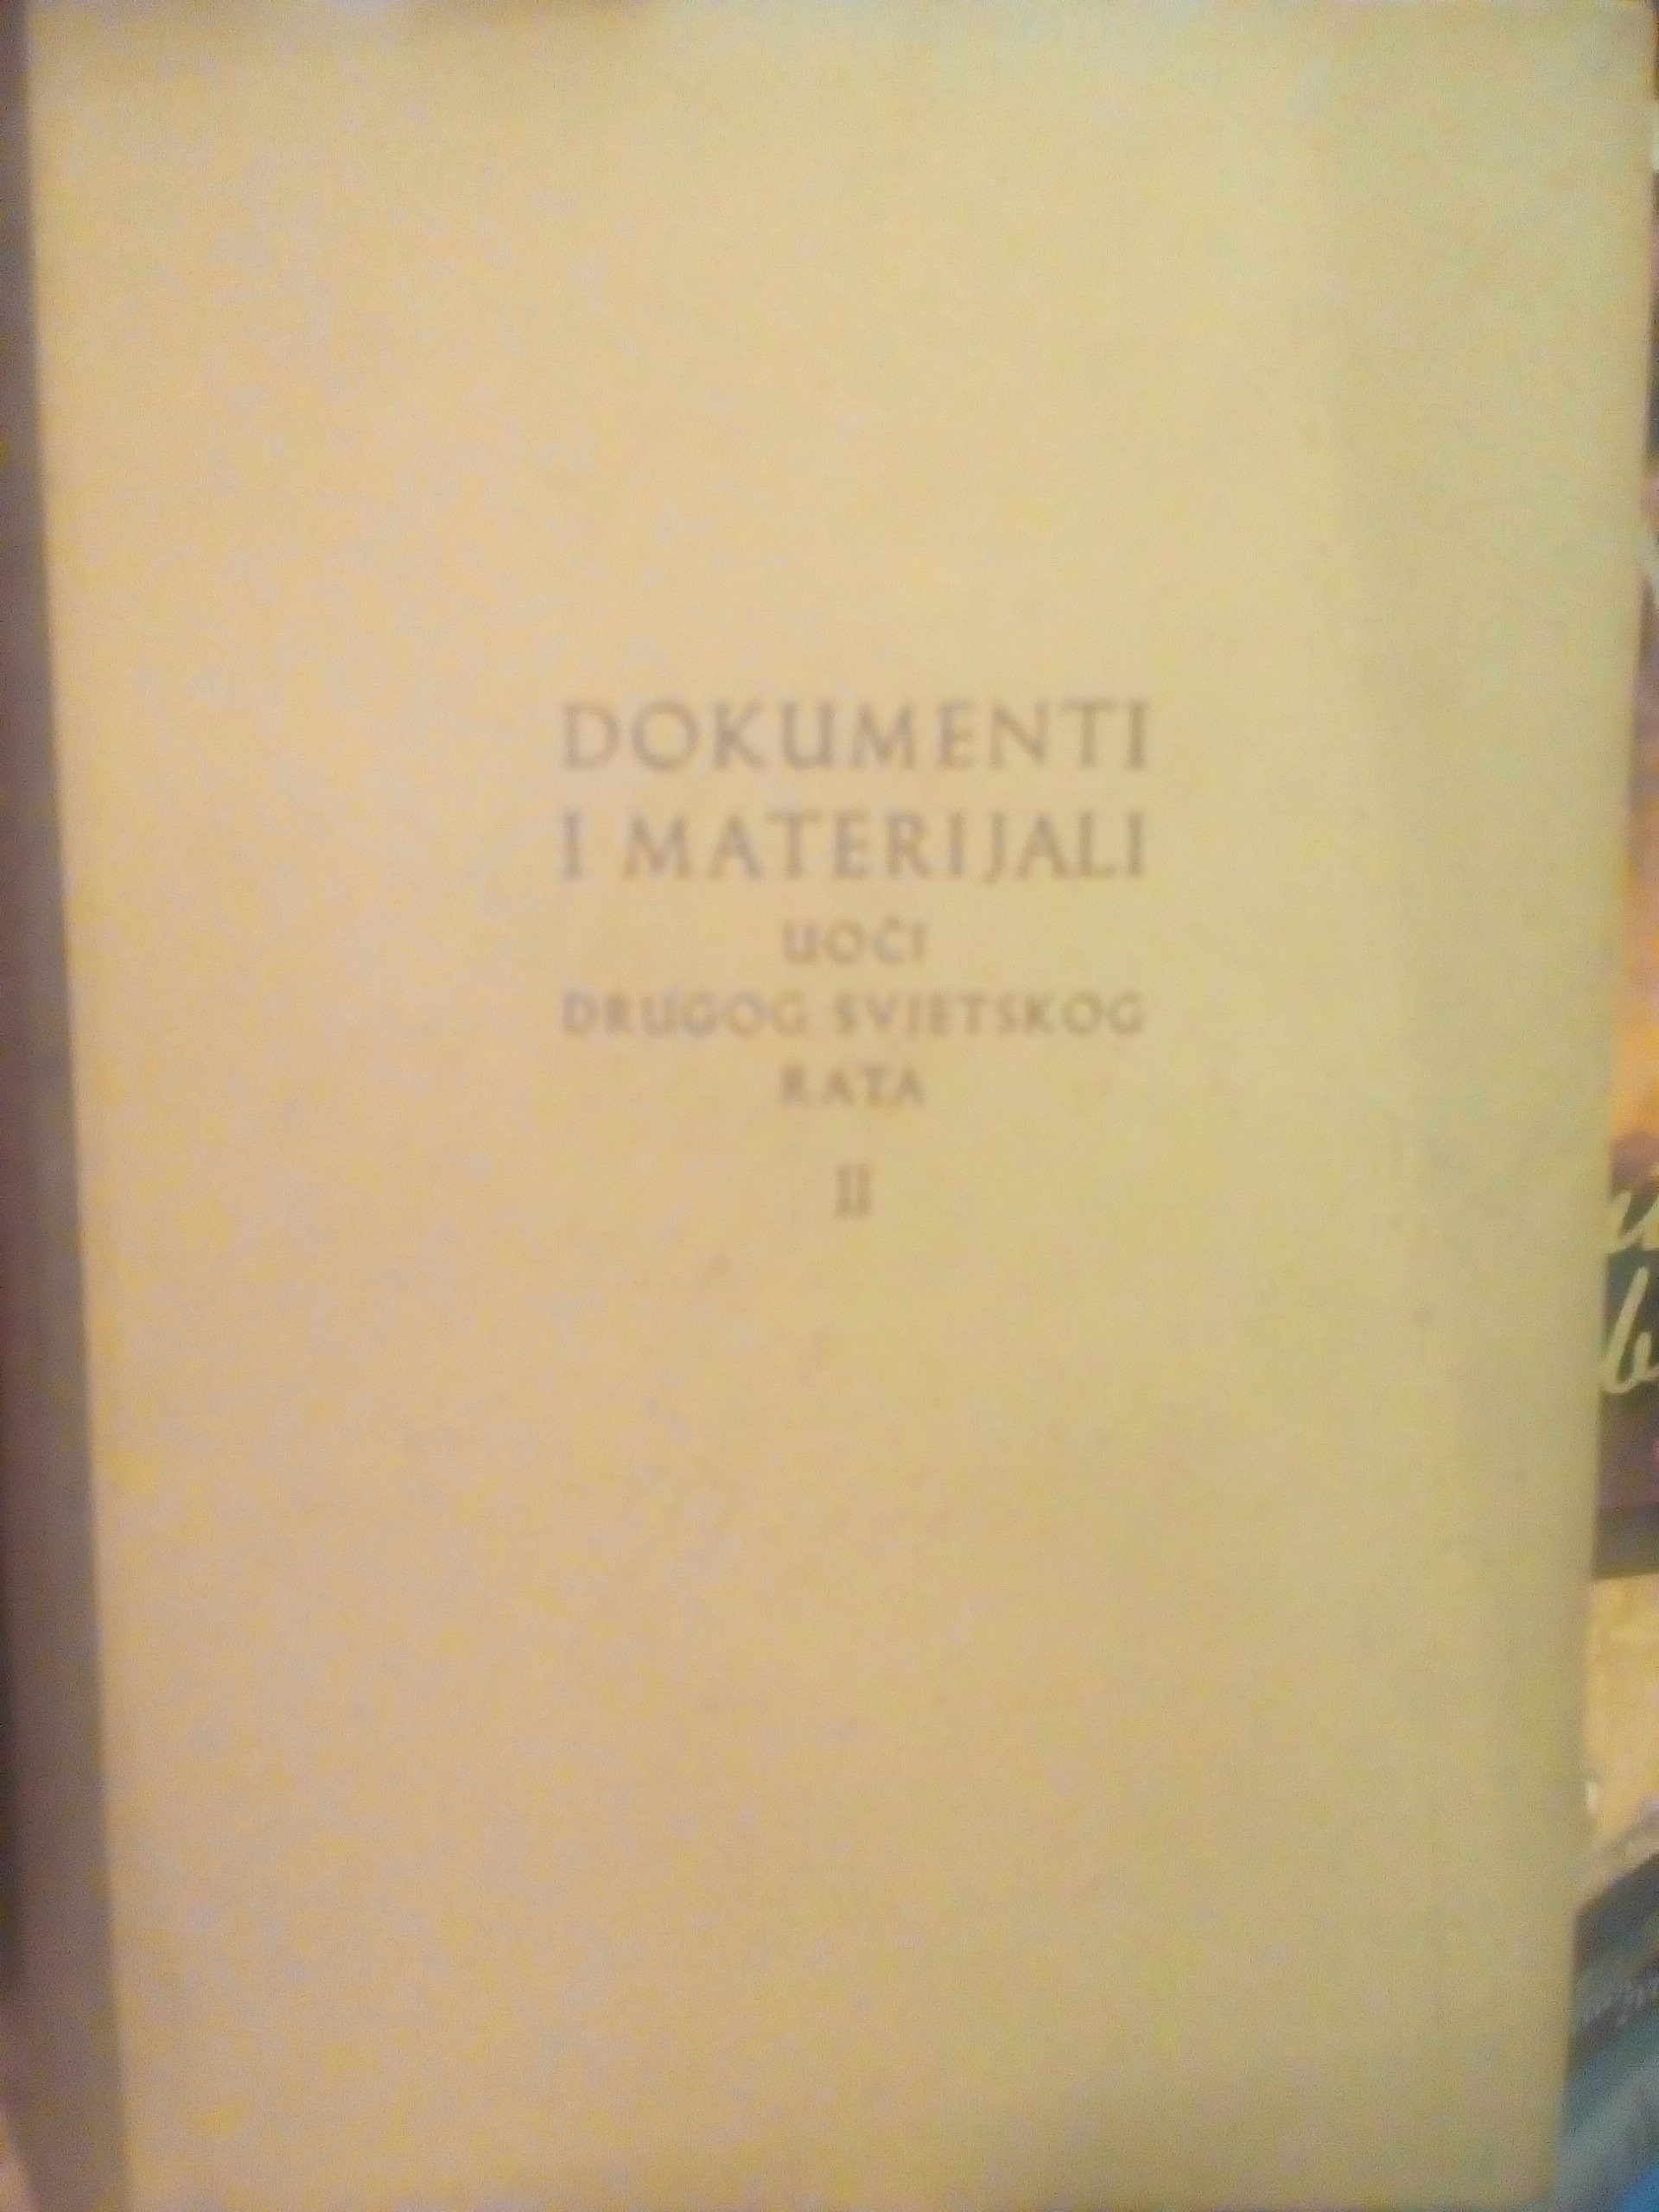 DOKUMENTI
I MATERIJALI
UOČI
DRUGOG SVJETSKOG
RATA
II